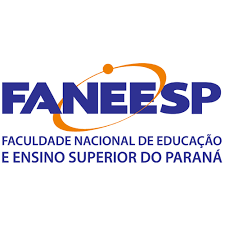 FANEESP
FACULDADE NACIONAL DE EDUCAÇÃO
E ENSINO SUPERIOR DO PARANÁ